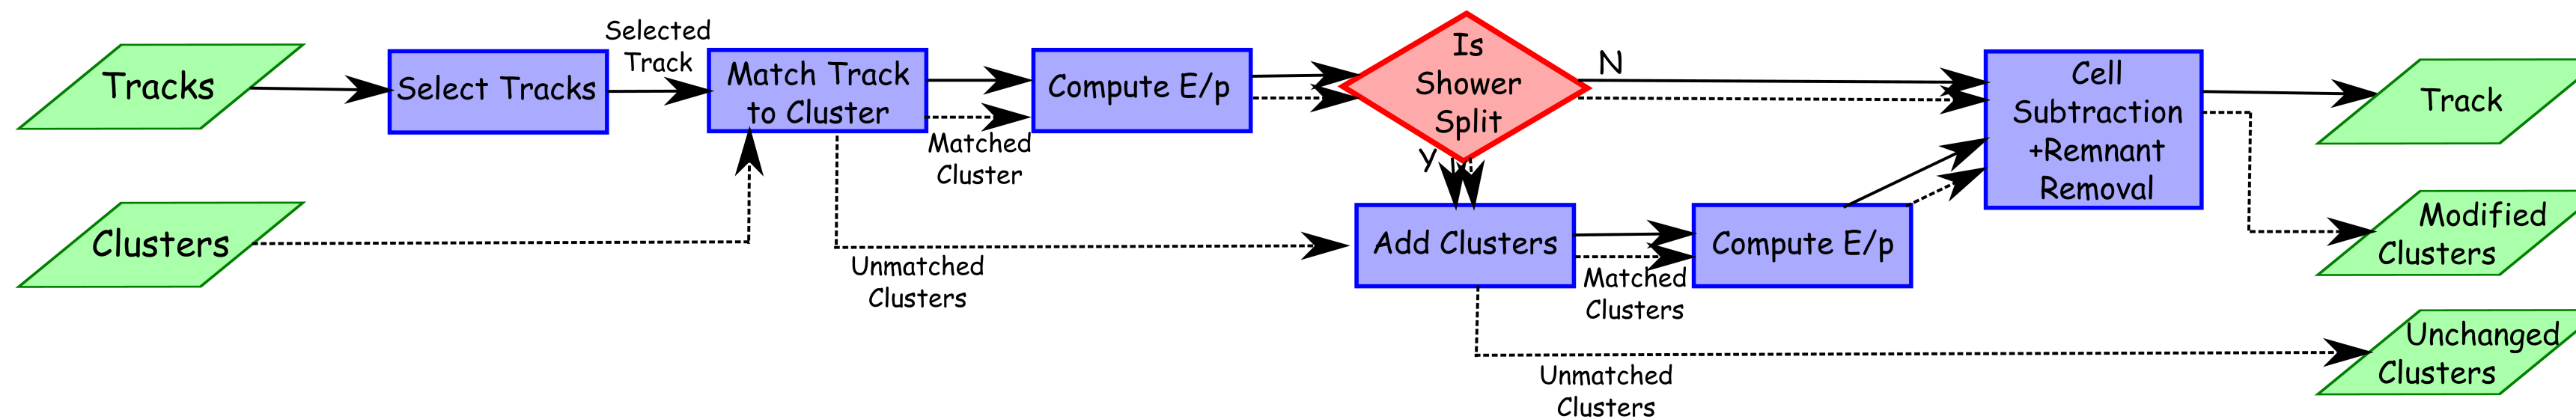 Tracks
Select Tracks
Selected
Track
Match Track
to Cluster
Matched
Cluster
Compute E/p
Is
Shower
Split
N
Y
Cell
Subtraction
+Remnant
Removal
Track
Clusters
Unmatched
Clusters
Add Clusters
Matched
Clusters
Compute E/p
Modified
Clusters
Unmatched
Clusters
Unchanged
Clusters